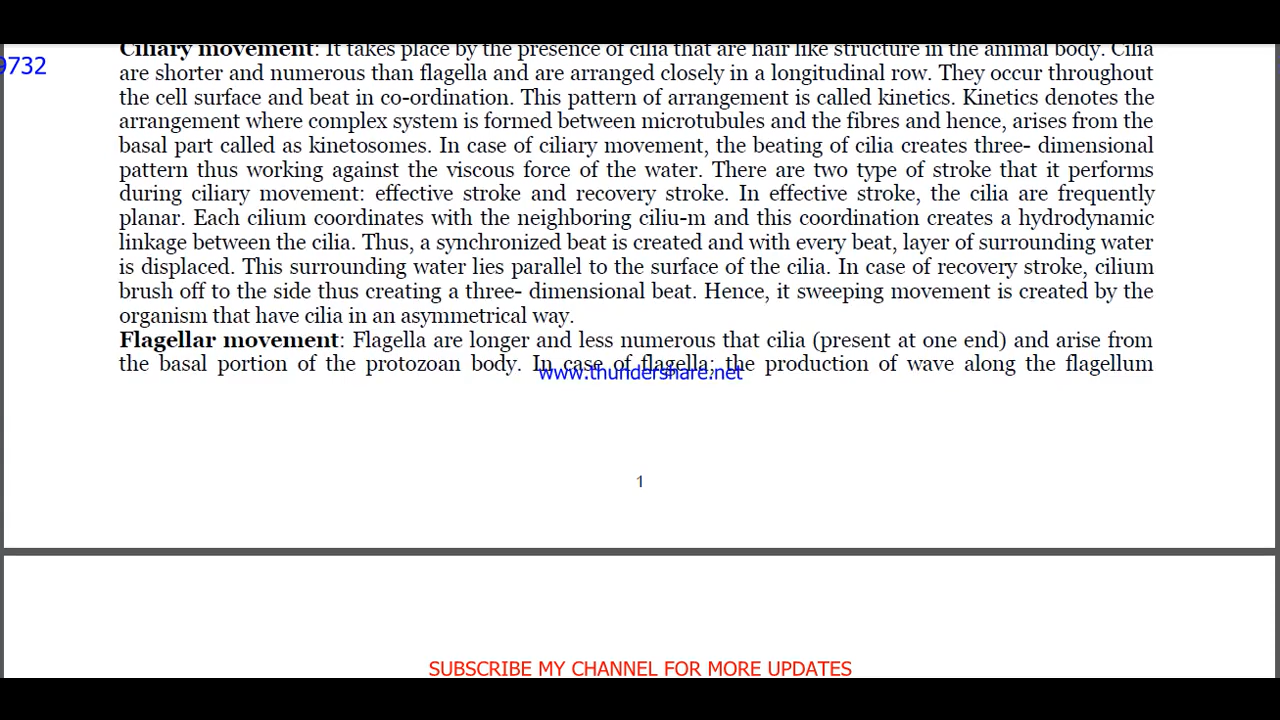 Ciliary movement: It takes place by the presence of cilia that are hair like structure in the animal body. Cilia
9732
are shorter and numerous than flagella and are arranged closely in a longitudinal row. They occur throughout
the cell surface and beat in co-ordination. This pattern of arrangement is called kinetics. Kinetics denotes the
arrangement where complex system is formed between microtubules and the fibres and hence, arises from the
basal part called as kinetosomes. In case of ciliary movement, the beating of cilia creates three- dimensional
pattern thus working against the viscous force of the water. There are two type of stroke that it performs
during ciliary movement: effective stroke and recovery stroke. In effective stroke, the cilia are frequently
planar. Each cilium coordinates with the neighboring ciliu-m and this coordination creates a hydrodynamic
linkage between the cilia. Thus, a synchronized beat is created and with every beat, layer of surrounding water
is displaced. This surrounding water lies parallel to the surface of the cilia. In case of recovery stroke, cilium
brush off to the side thus creating a three- dimensional beat. Hence, it sweeping movement is created by the
organism that have cilia in an asymmetrical way.
Flagellar movement: Flagella are longer and less numerous that cilia (present at one end) and arise from
the basal portion of the protozoan body. In case of flagella; the production of wave along the flagellum
www.thundershare.net
1
SUBSCRIBE MY CHANNEL FOR MORE UPDATES